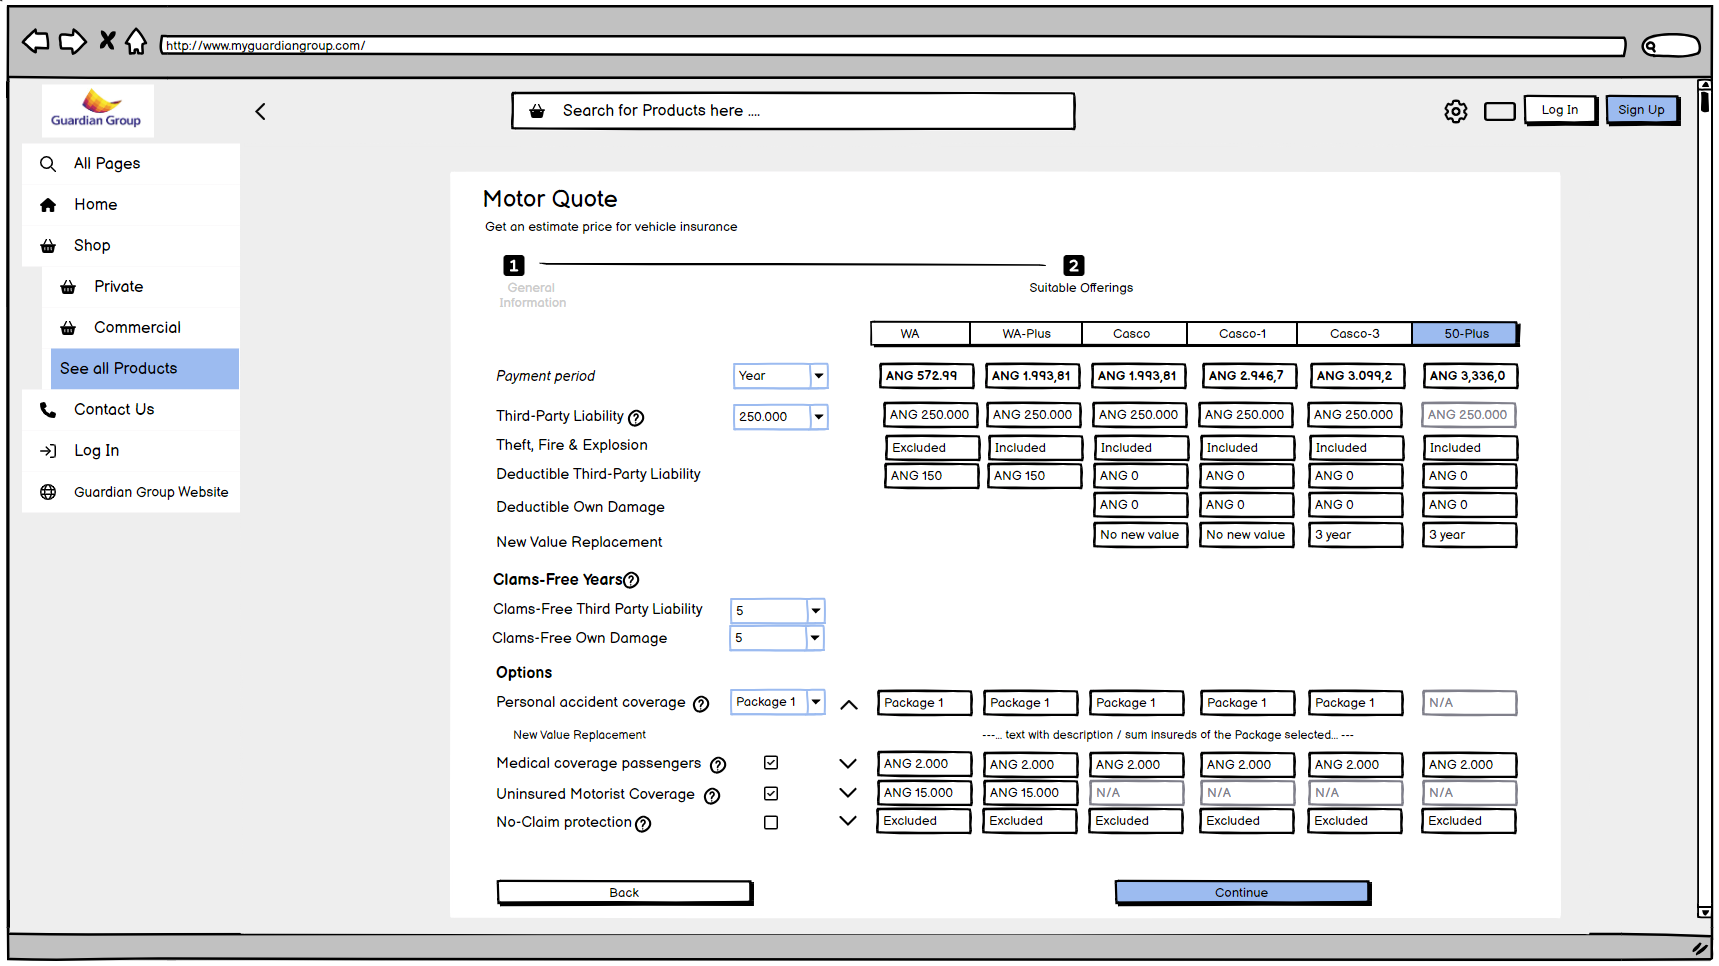 http://www.myguardiangroup.com/
Guardian Group
Search for Products here ....
Log In
Sign Up
All Pages
Home
Shop
Private
Commercial
See all Products
Contact Us
Log In
Guardian Group Website
Motor Quote
Get an estimate price for vehicle insurance
1
2
General
Information
Suitable Offerings
WA WA-Plus Casco Casco-1 Casco-3 50-Plus
Payment period Year ANG 572.99 ANG 1.993,81 ANG 1.993,81 ANG 2.946,7 ANG 3.099,2 ANG 3,336,0
Third-Party Liability ? 250.000 ANG 250.000 ANG 250.000 ANG 250.000 ANG 250.000 ANG 250.000 ANG 250.000
Theft, Fire & Explosion Excluded Included Included Included Included Included
Deductible Third-Party Liability ANG 150 ANG 150 ANG 0 ANG 0 ANG 0 ANG 0
Deductible Own Damage ANG 0 ANG 0 ANG 0 ANG 0
New Value Replacement No new value No new value 3 year 3 year
Clams-Free Years ?
Clams-Free Third Party Liability 5
Clams-Free Own Damage 5
Options
Personal accident coverage ? Package 1 Package 1 Package 1 Package 1 Package 1 Package 1 N/A
New Value Replacement ---... text with description / sum insureds of the Package selected... ---
Medical coverage passengers ? ANG 2.000 ANG 2.000 ANG 2.000 ANG 2.000 ANG 2.000 ANG 2.000
Uninsured Motorist Coverage ? ANG 15.000 ANG 15.000 N/A N/A N/A N/A
No-Claim protection ? Excluded Excluded Excluded Excluded Excluded Excluded
Back
Continue